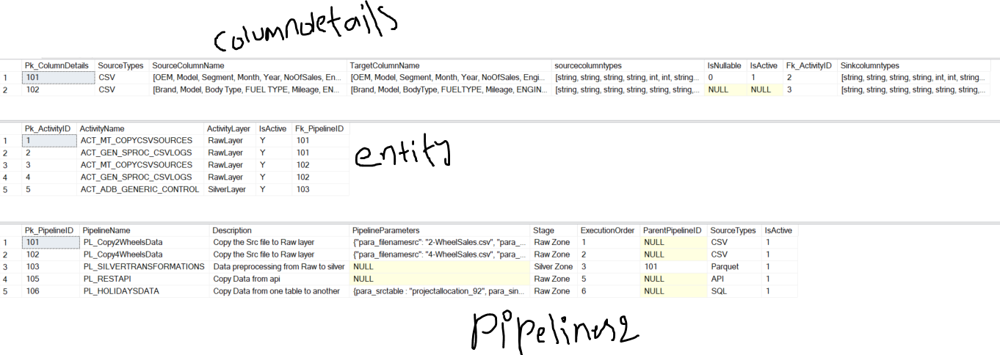 columndetails
Pk_ColumnDetails SourceTypes SourceColumnName TargetColumnName sourcecolumntypes IsNullable IsActive Fk_ActivityID Sinkcolumntypes
1 101 CSV [OEM, Model, Segment, Month, Year, NoOfSales, En... [OEM, Model, Segment, Month, Year, NoOfSales, Engi... [string, string, string, string, int, int, string... 0 1 2 [string, string, string, string, int, int, string...
2 102 CSV [Brand, Model, Body Type, FUEL TYPE, Mileage, EN... [Brand, Model, BodyType, FUELTYPE, Mileage, ENGIN... [string, string, string, string, string, string,... NULL NULL 3 [string, string, string, string, string, string,...
Pk_ActivityID ActivityName ActivityLayer IsActive Fk_PipelineID
1 1 ACT_MT_COPYCSVSOURCES RawLayer Y 101
2 2 ACT_GEN_SPROC_CSVLOGS RawLayer Y 101
3 3 ACT_MT_COPYCSVSOURCES RawLayer Y 102
4 4 ACT_GEN_SPROC_CSVLOGS RawLayer Y 102
5 5 ACT_ADB_GENERIC_CONTROL SilverLayer Y 103
entity
Pk_PipelineID PipelineName Description PipelineParameters Stage ExecutionOrder ParentPipelineID SourceTypes IsActive
1 101 PL_Copy2WheelsData Copy the Src file to Raw layer {"para_filenamesrc": "2-WheelSales.csv", "para_... Raw Zone 1 NULL CSV 1
2 102 PL_Copy4WheelsData Copy the Src file to Raw layer {"para_filenamesrc": "4-WheelSales.csv", "para_... Raw Zone 2 NULL CSV 1
3 103 PL_SILVERTRANSFORMATIONS Data preprocessing from Raw to silver NULL Silver Zone 3 101 Parquet 1
4 105 PL_RESTAPI Copy Data from api NULL Raw Zone 5 NULL API 1
5 106 PL_HOLIDAYSDATA Copy Data from one table to another {para_srctable : "projectallocation_92", para_sin... Raw Zone 6 NULL SQL 1
Pipelines2